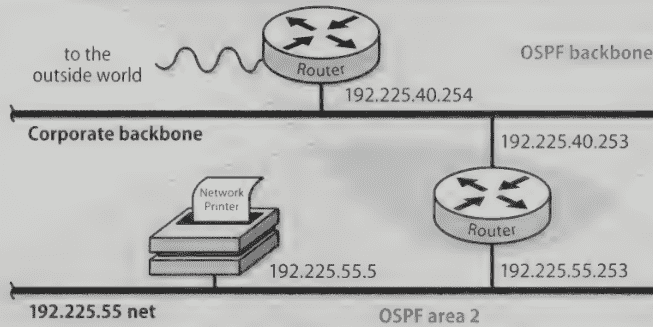 to the
outside world
Router
OSPF backbone
192.225.40.254
Corporate backbone
192.225.40.253
Network
Printer
Router
192.225.55.5
192.225.55.253
192.225.55 net
OSPF area 2